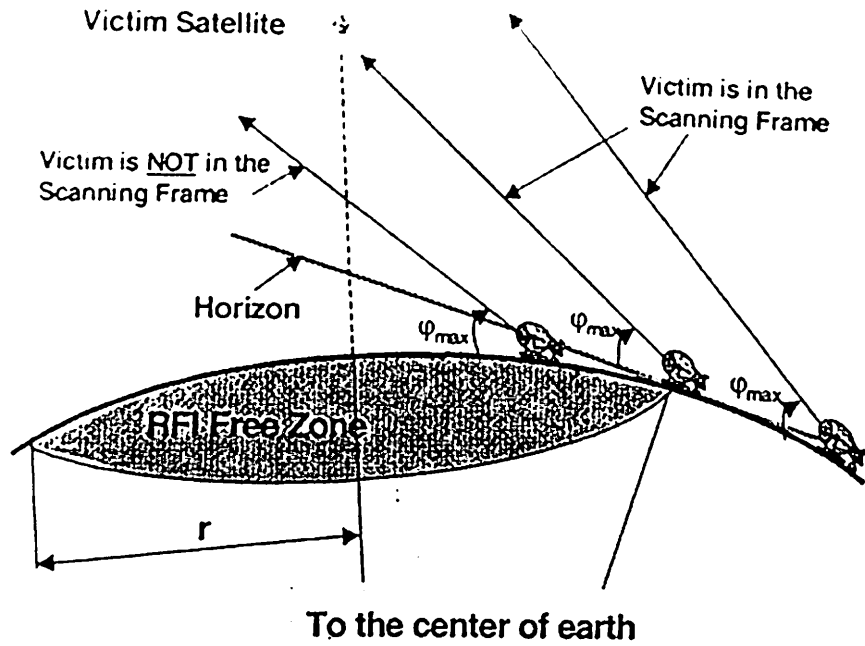 Victim Satellite
Victim is in the
Scanning Frame
Victim is NOT in the
Scanning Frame
Horizon
φmax
φmax
φmax
RFI Free Zone
r
To the center of earth